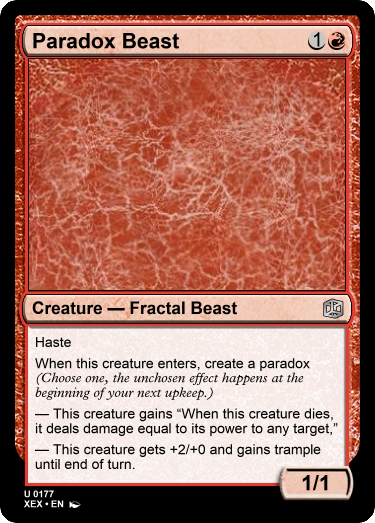 Paradox Beast 1
Creature — Fractal Beast
Haste
When this creature enters, create a paradox
(Choose one, the unchosen effect happens at the
beginning of your next upkeep.)
— This creature gains “When this creature dies,
it deals damage equal to its power to any target,”
— This creature gets +2/+0 and gains trample
until end of turn.
1/1
U 0177
XEX • EN